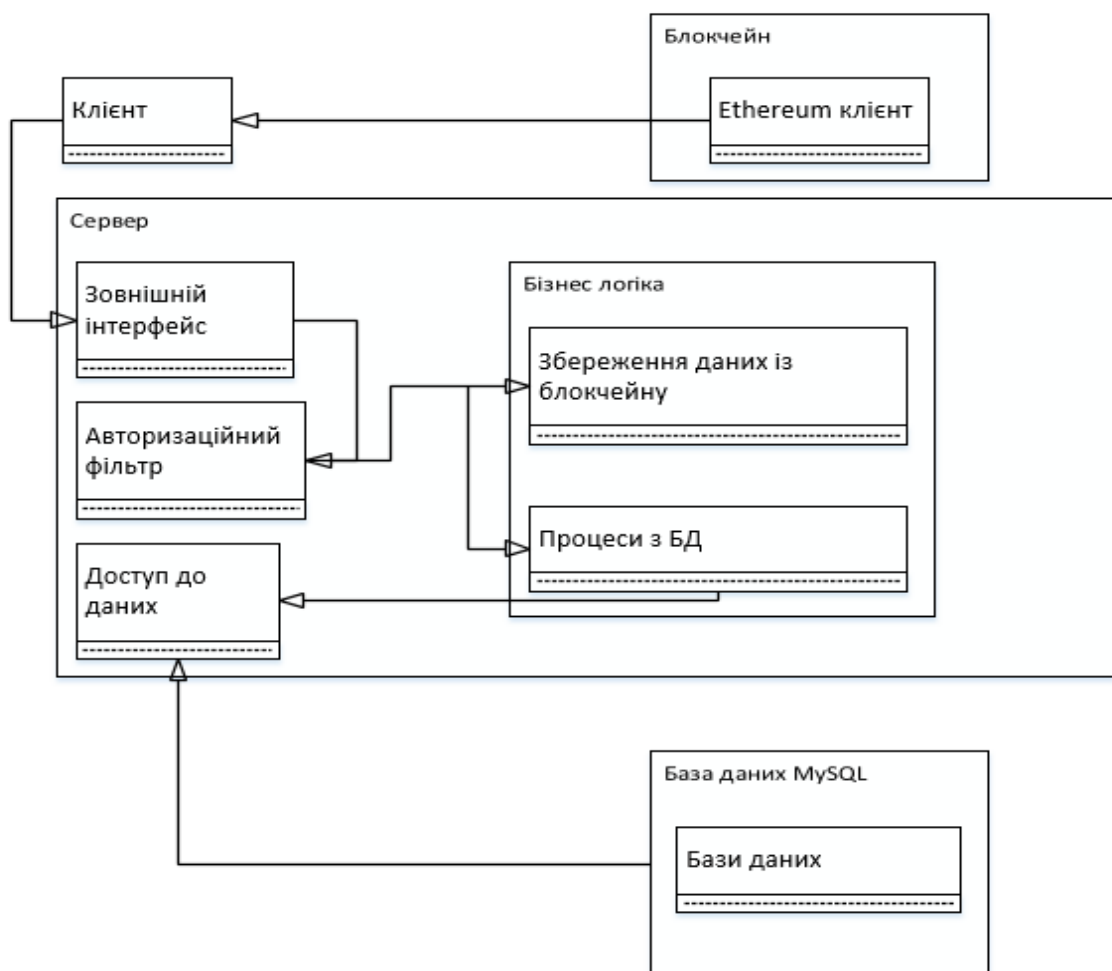 Блокчейн
Клієнт
Ethereum клієнт
Сервер
Зовнішній
інтерфейс
Бізнес логіка
Збереження даних із
блокчейну
Авторизаційний
фільтр
Процеси з БД
Доступ до
даних
База даних MySQL
Бази даних